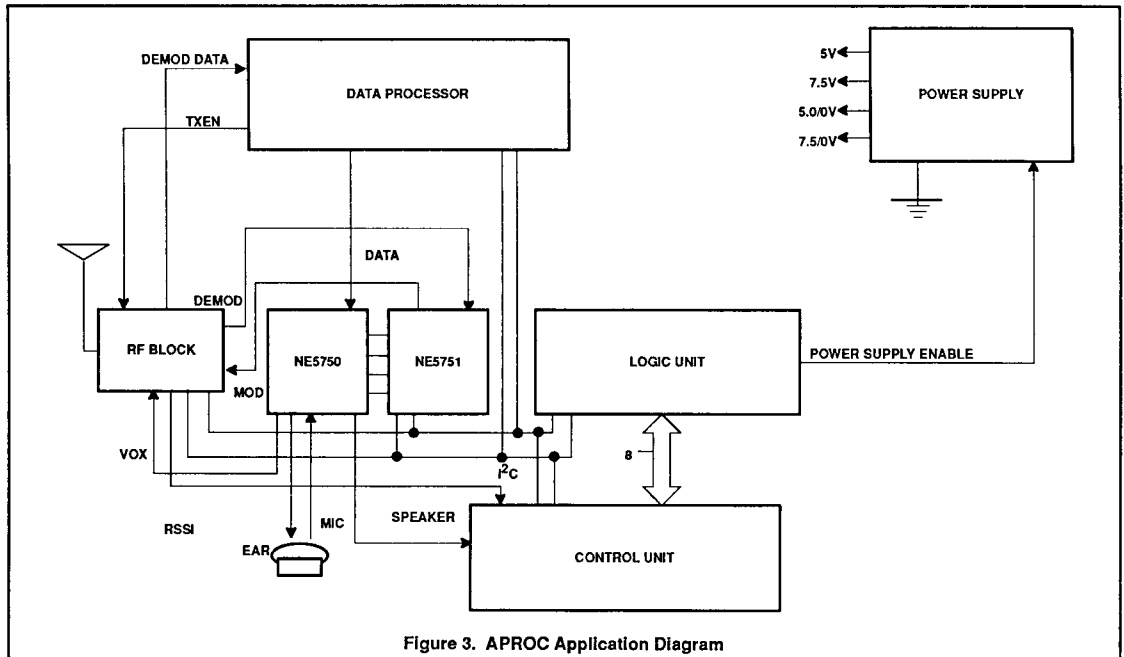 DEMOD DATA
DATA PROCESSOR
TXEN
5V
7.5V
5.0/0V
7.5/0V
POWER SUPPLY
DATA
DEMOD
RF BLOCK
NE5750
NE5751
LOGIC UNIT
POWER SUPPLY ENABLE
MOD
VOX
I²C
8
RSSI
MIC
SPEAKER
EAR
CONTROL UNIT
Figure 3. APROC Application Diagram